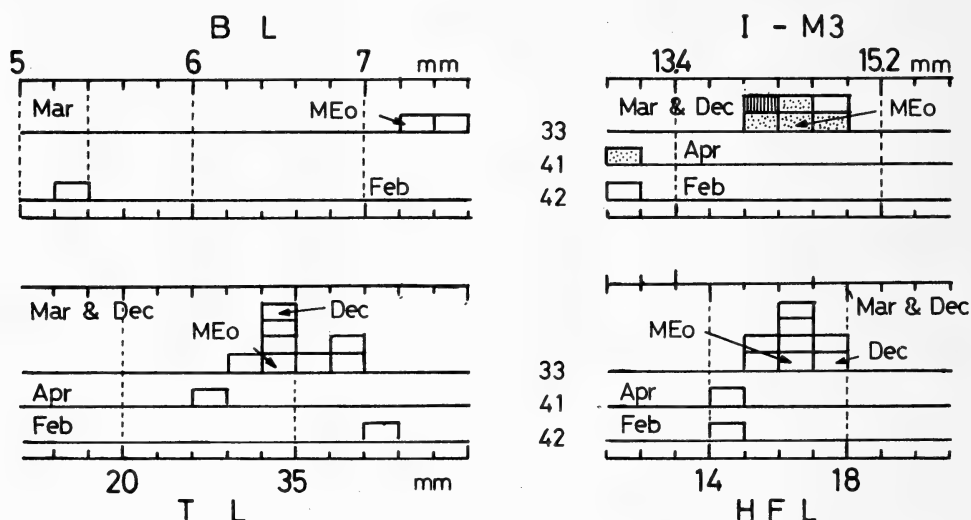 B L I - M3
5 6 7 mm 13.4 15.2 mm
Mar MEo Mar & Dec MEo
33
41 Apr
Feb 42 Feb
Mar & Dec Dec Mar & Dec
MEo MEo Dec
33
Apr 41 Apr
Feb 42 Feb
20 35 mm 14 18
T L H F L